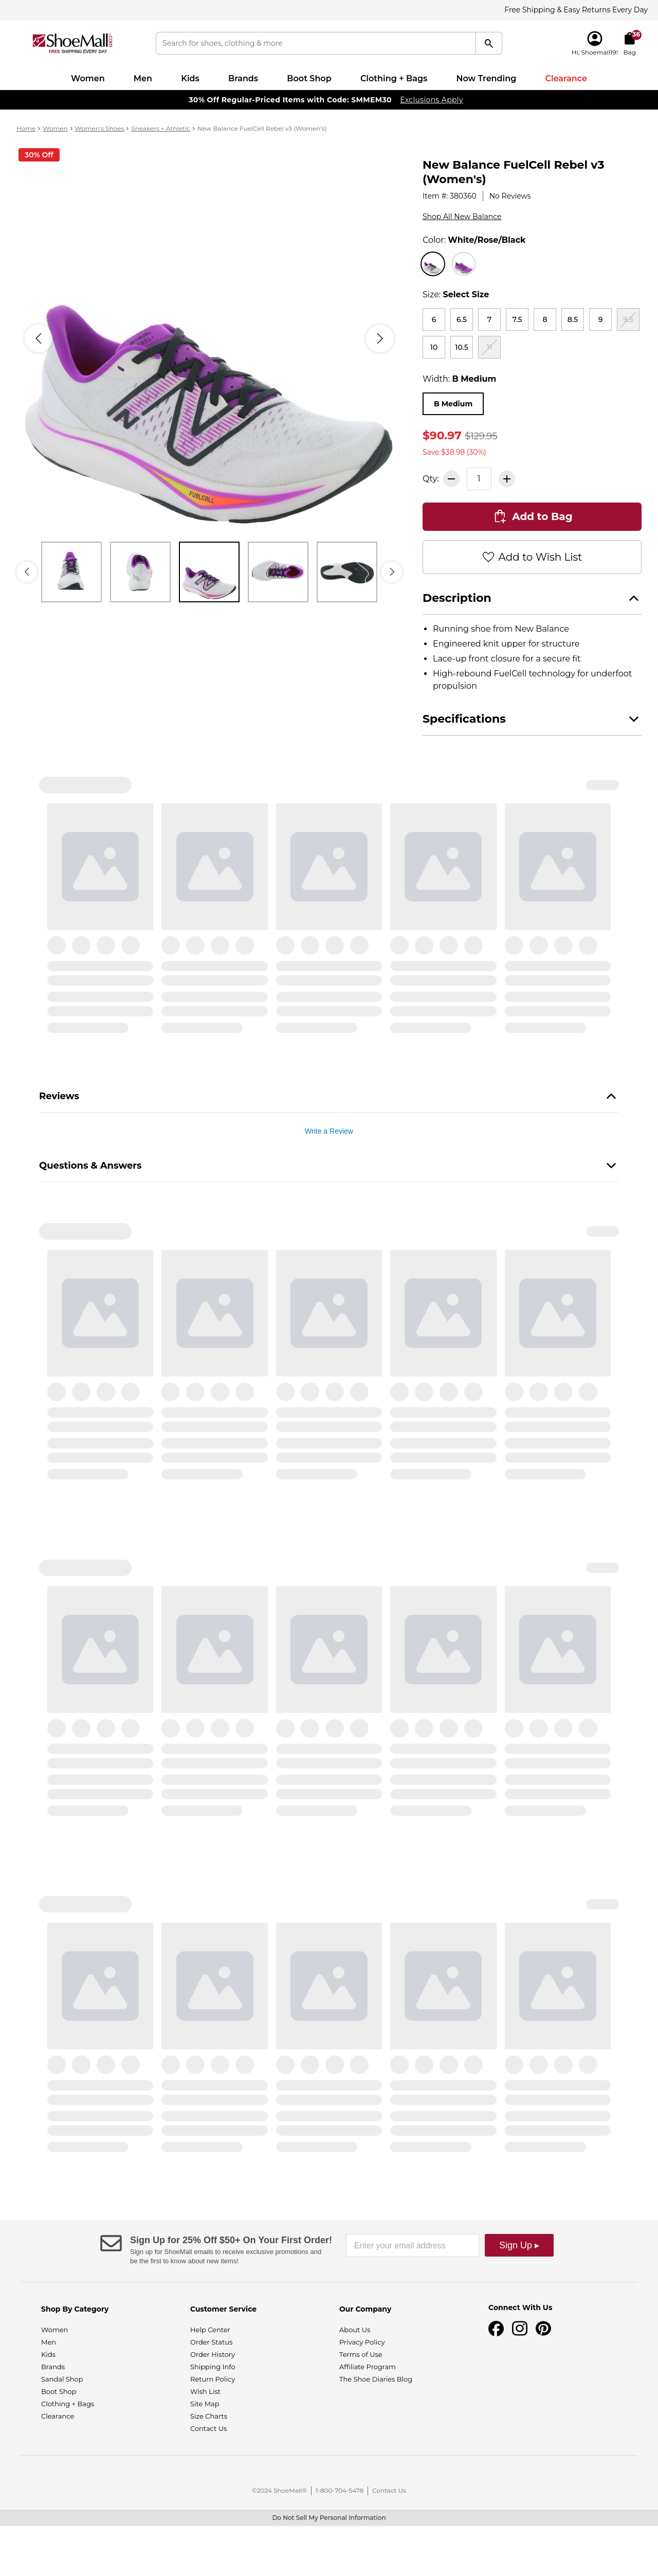 Free Shipping & Easy Returns Every Day
ShoeMall.com
FREE SHIPPING EVERY DAY
Search for shoes, clothing & more
Hi, Shoemall19!
36
Bag
Women
Men
Kids
Brands
Boot Shop
Clothing + Bags
Now Trending
Clearance
30% Off Regular-Priced Items with Code: SMMEM30 Exclusions Apply
Home > Women > Women's Shoes > Sneakers + Athletic > New Balance FuelCell Rebel v3 (Women's)
30% Off
FUELCELL
New Balance FuelCell Rebel v3
(Women's)
Item #: 380360
No Reviews
Shop All New Balance
Color: White/Rose/Black
Size: Select Size
6
6.5
7
7.5
8
8.5
9
9.5
10
10.5
11
Width: B Medium
B Medium
$90.97 $129.95
Save $38.98 (30%)
Qty:
1
Add to Bag
Add to Wish List
Description
• Running shoe from New Balance
• Engineered knit upper for structure
• Lace-up front closure for a secure fit
• High-rebound FuelCell technology for underfoot
propulsion
Specifications
Reviews
Write a Review
Questions & Answers
Sign Up for 25% Off $50+ On Your First Order!
Sign up for ShoeMall emails to receive exclusive promotions and
be the first to know about new items!
Enter your email address
Sign Up ▸
Shop By Category
Women
Men
Kids
Brands
Sandal Shop
Boot Shop
Clothing + Bags
Clearance
Customer Service
Help Center
Order Status
Order History
Shipping Info
Return Policy
Wish List
Site Map
Size Charts
Contact Us
Our Company
About Us
Privacy Policy
Terms of Use
Affiliate Program
The Shoe Diaries Blog
Connect With Us
©2024 ShoeMall®
1-800-704-5478
Contact Us
Do Not Sell My Personal Information